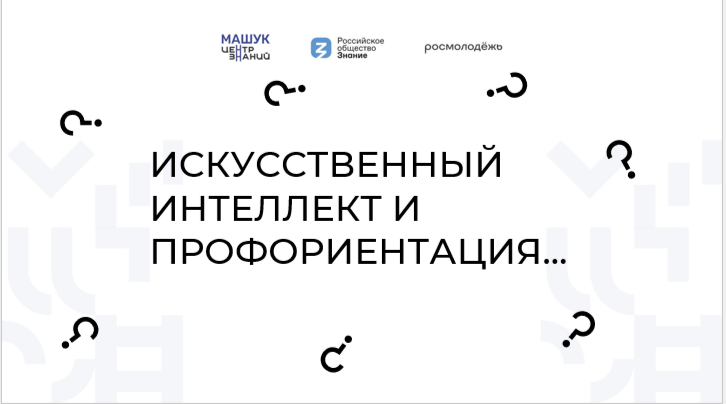 МАШУК
ЦЕНТР
ЗНАНИЙ
Российское
общество
Знание
росмолодёжь
?
?
?
ИСКУССТВЕННЫЙ
?
ИНТЕЛЛЕКТ И
ПРОФОРИЕНТАЦИЯ...
?
?
?